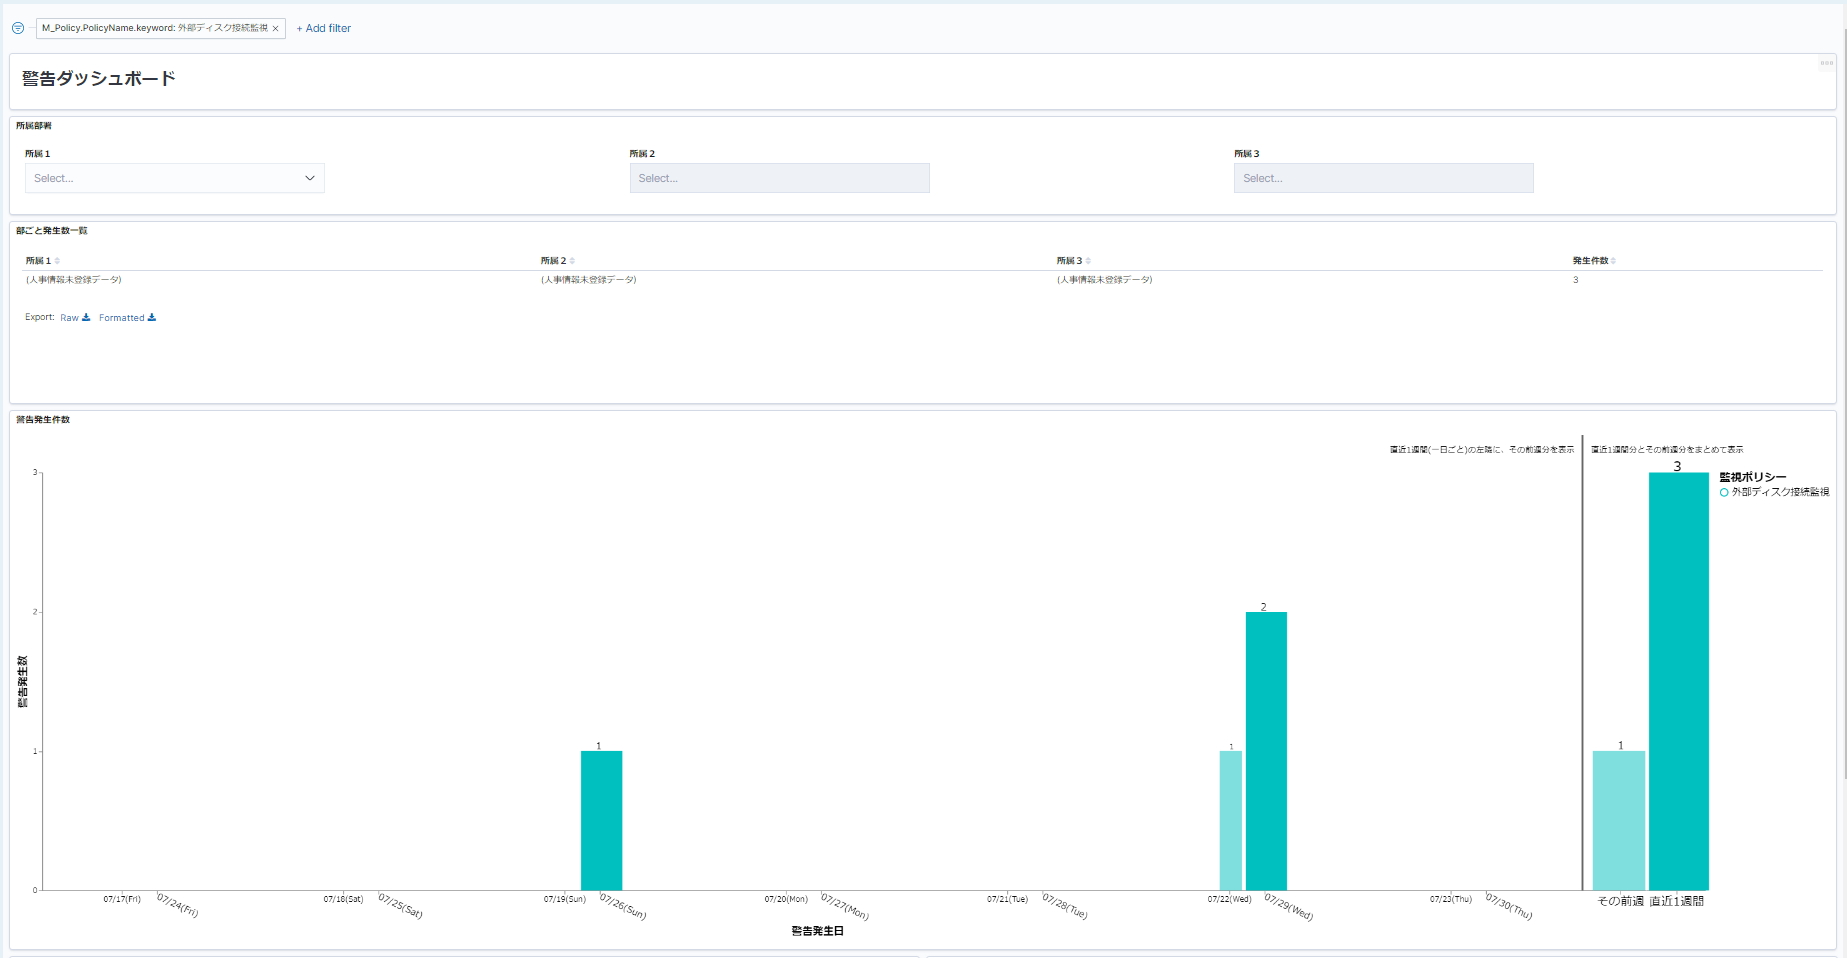 M_Policy.PolicyName.keyword: 外部ディスク接続監視 × + Add filter
警告ダッシュボード
所属部署
所属１ 所属２ 所属３
Select... Select... Select...
部ごと発生数一覧
所属１ 所属２ 所属３ 発生件数
(人事情報未登録データ) (人事情報未登録データ) (人事情報未登録データ) 3
Export: Raw Formatted
警告発生件数
直近1週間(一日ごと)の左隣に、その前週分を表示 直近1週間分とその前週分をまとめて表示
監視ポリシー
外部ディスク接続監視
警告発生数
3
2
1
0
1
1
2
1
3
07/17(Fri) 07/24(Fri) 07/18(Sat) 07/25(Sat) 07/19(Sun) 07/26(Sun) 07/20(Mon) 07/27(Mon) 07/21(Tue) 07/28(Tue) 07/22(Wed) 07/29(Wed) 07/23(Thu) 07/30(Thu) その前週 直近1週間
警告発生日